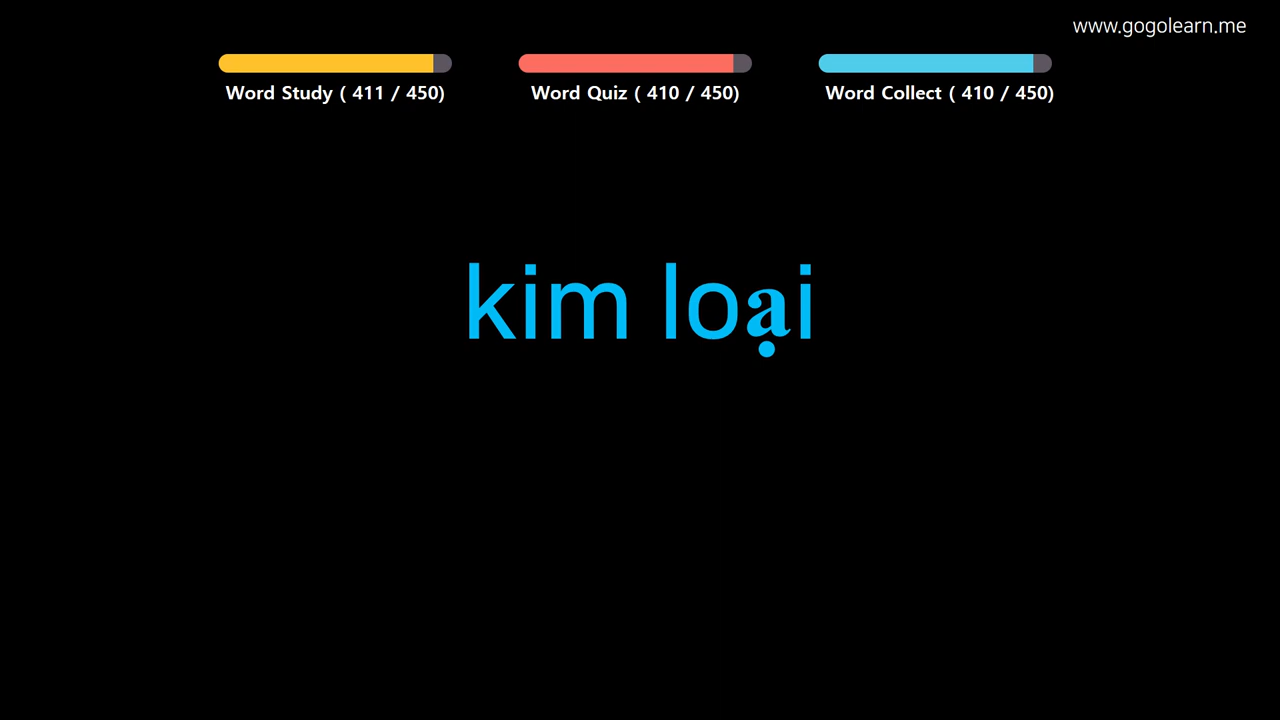 www.gogolearn.me
Word Study ( 411 / 450)
Word Quiz ( 410 / 450)
Word Collect ( 410 / 450)
kim loại